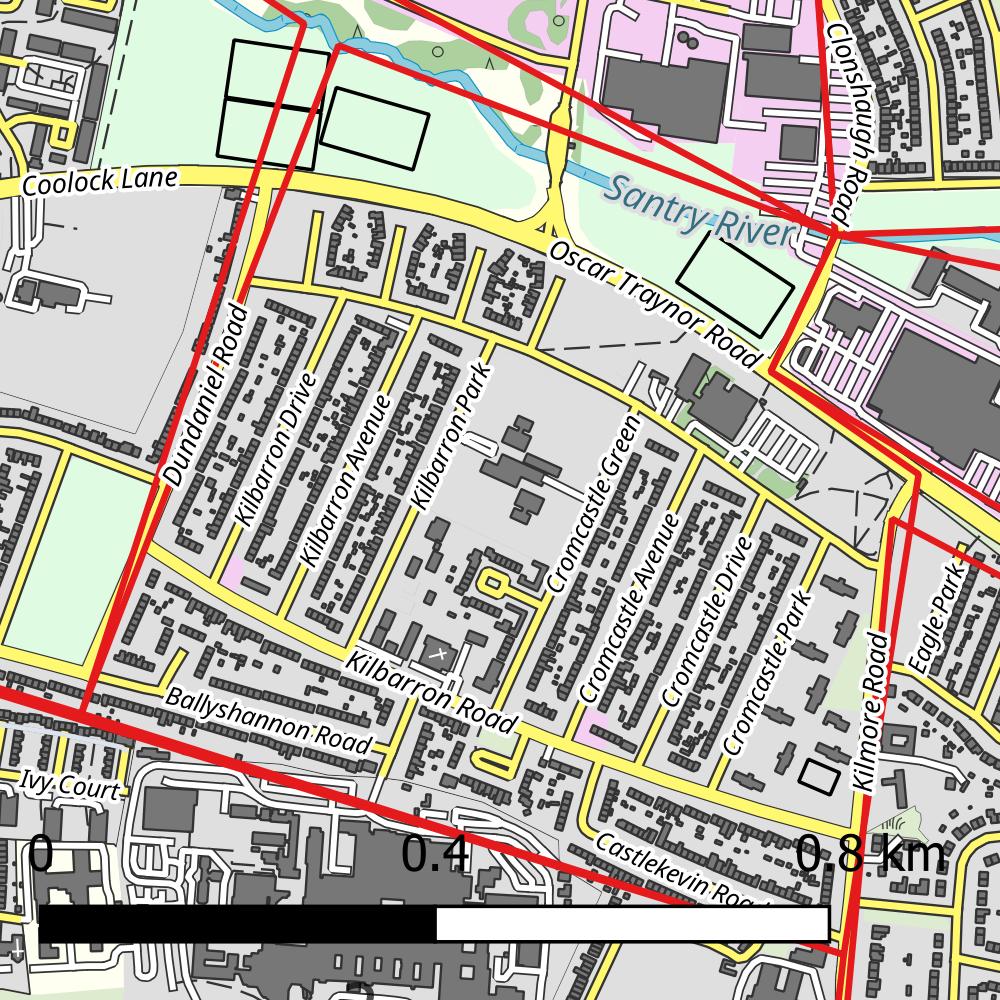 Clonshaugh Road
Coolock Lane
Santry River
Oscar Traynor Road
Dundaniel Road
Kilbarron Drive
Kilbarron Avenue
Kilbarron Park
Cromcastle Green
Cromcastle Avenue
Cromcastle Drive
Cromcastle Park
Eagle Park
Kilmore Road
Kilbarron Road
Ballyshannon Road
Ivy Court
Castlekevin Road
0 0.4 0.8 km